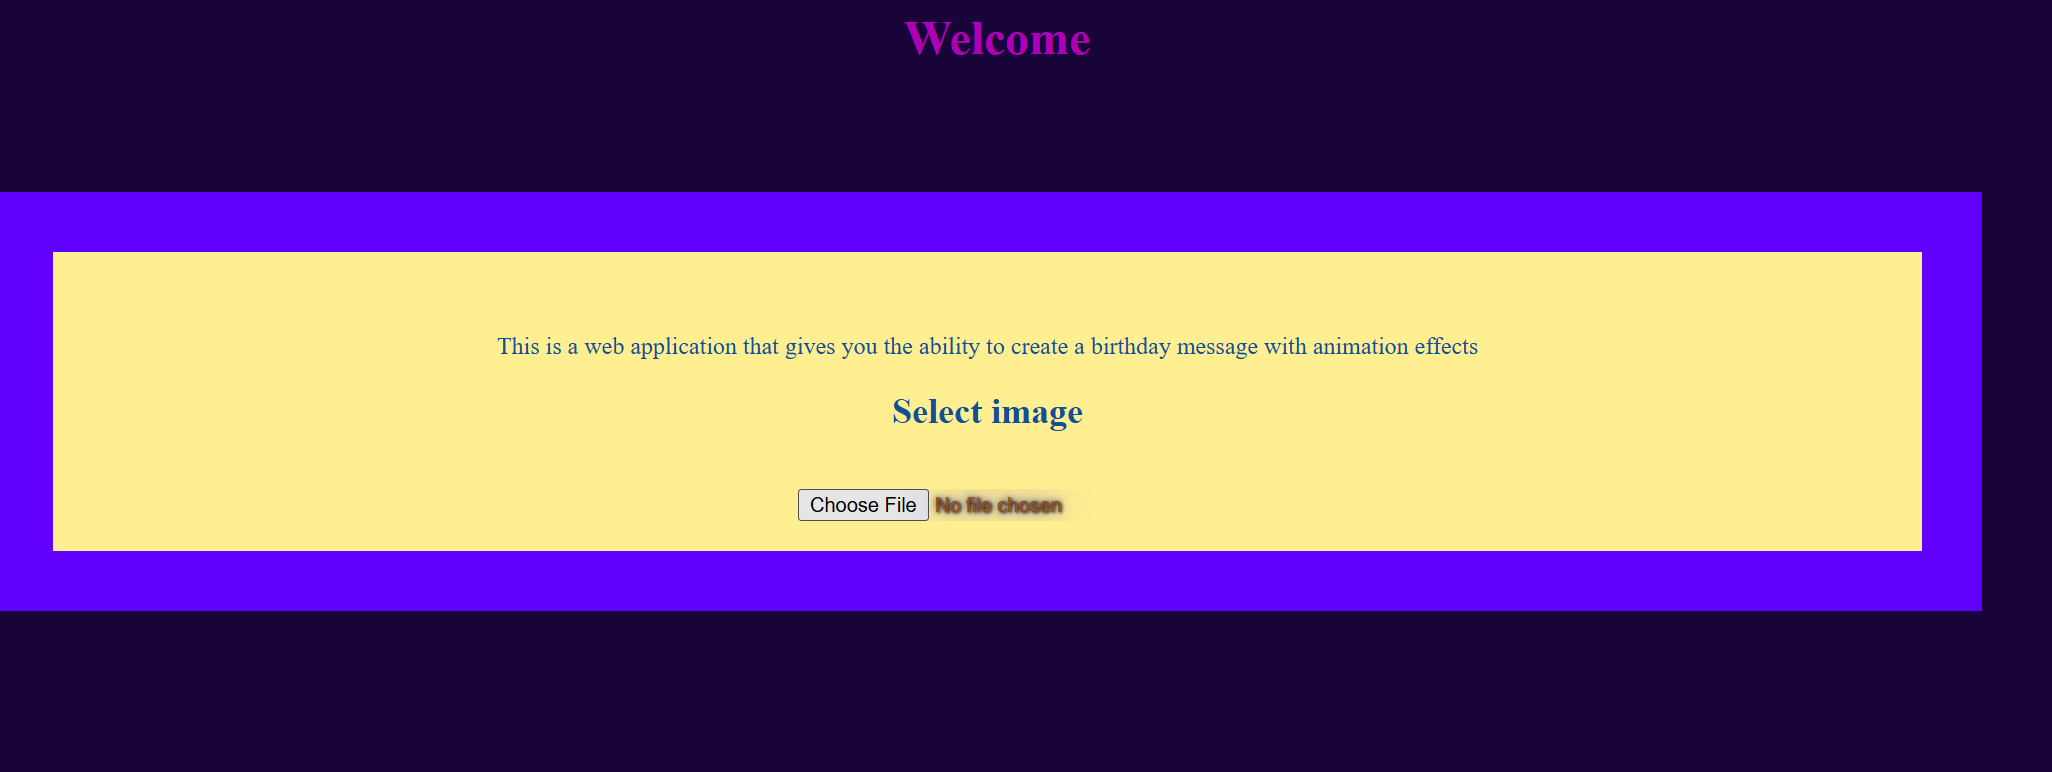 Welcome
This is a web application that gives you the ability to create a birthday message with animation effects
Select image
Choose File No file chosen